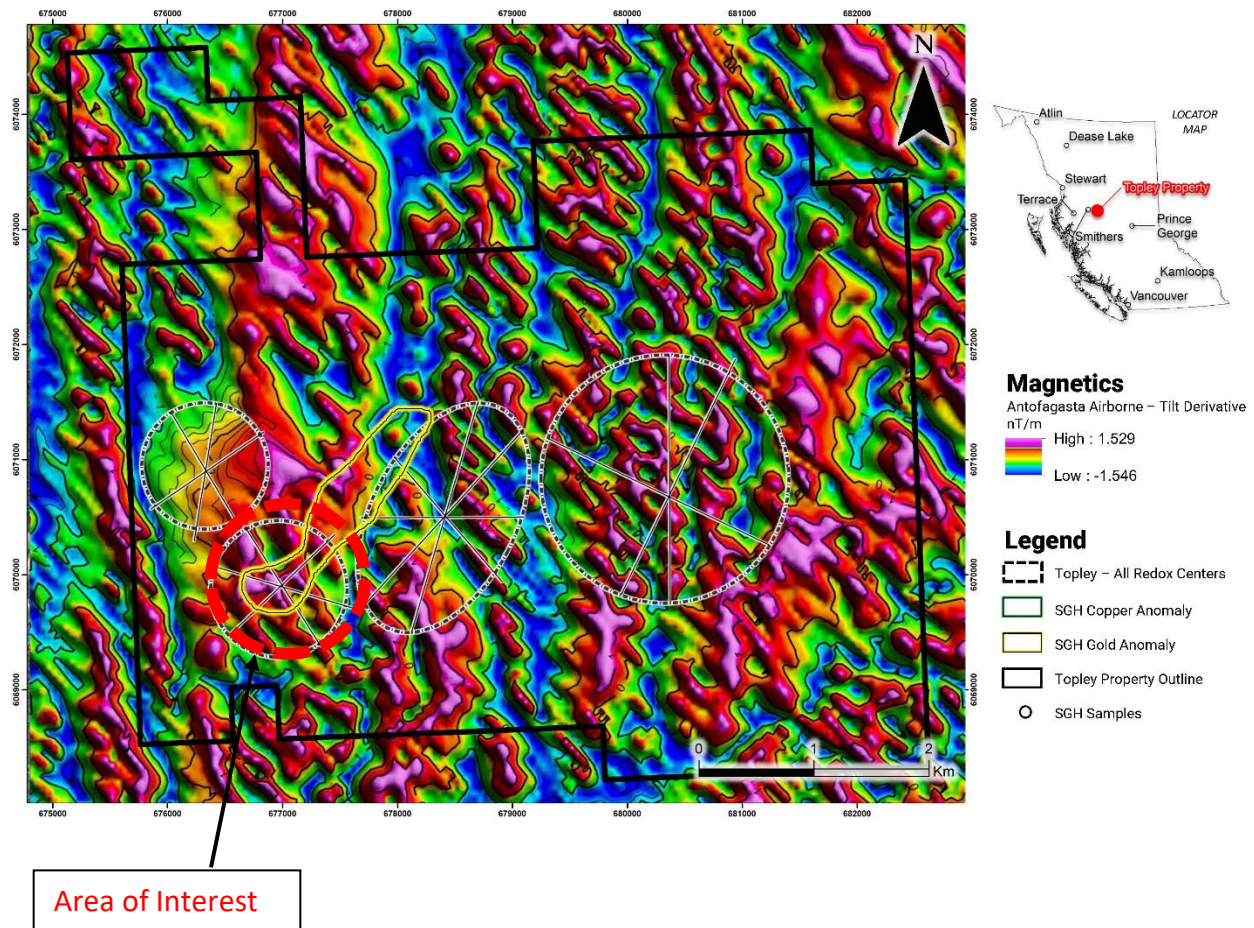 675000 676000 677000 678000 679000 680000 681000 682000
N
6074000
6073000
6072000
6071000
6070000
6069000
0 1 2
Km
675000 676000 677000 678000 679000 680000 681000 682000
Area of Interest
LOCATOR
MAP
Atlin
Dease Lake
Stewart
Topley Property
Terrace
Smithers
Prince
George
Kamloops
Vancouver
Magnetics
Antofagasta Airborne – Tilt Derivative
nT/m
High : 1.529
Low : -1.546
Legend
Topley – All Redox Centers
SGH Copper Anomaly
SGH Gold Anomaly
Topley Property Outline
SGH Samples